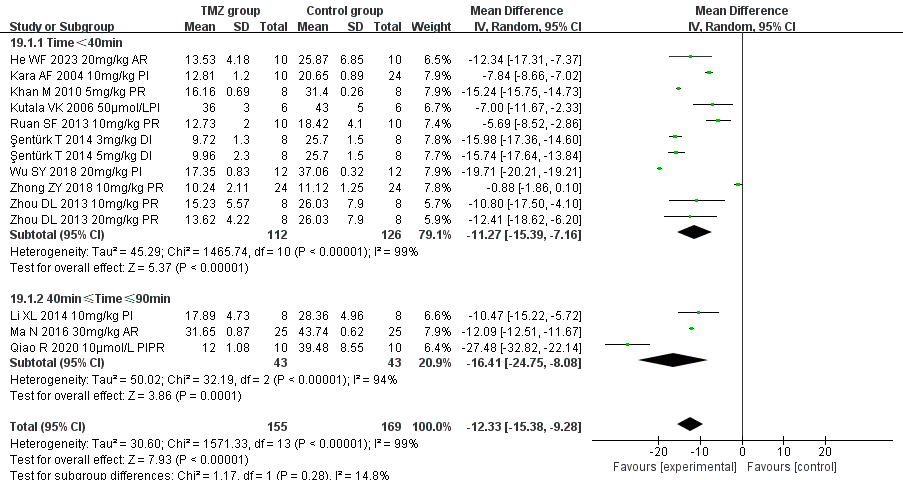 TMZ group Control group Mean Difference Mean Difference
Study or Subgroup Mean SD Total Mean SD Total Weight IV, Random, 95% CI IV, Random, 95% CI
19.1.1 Time＜40min
He WF 2023 20mg/kg AR 13.53 4.18 10 25.87 6.85 10 6.5% -12.34 [-17.31, -7.37]
Kara AF 2004 10mg/kg PI 12.81 1.2 10 20.65 0.89 24 7.9% -7.84 [-8.66, -7.02]
Khan M 2010 5mg/kg PR 16.16 0.69 8 31.4 0.26 8 7.9% -15.24 [-15.75, -14.73]
Kutala VK 2006 50μmol/LPI 36 3 6 43 5 6 6.6% -7.00 [-11.67, -2.33]
Ruan SF 2013 10mg/kg PR 12.73 2 10 18.42 4.1 10 7.4% -5.69 [-8.52, -2.86]
Şentürk T 2014 3mg/kg DI 9.72 1.3 8 25.7 1.5 8 7.8% -15.98 [-17.36, -14.60]
Şentürk T 2014 5mg/kg DI 9.96 2.3 8 25.7 1.5 8 7.7% -15.74 [-17.64, -13.84]
Wu SY 2018 20mg/kg PI 17.35 0.83 12 37.06 0.32 12 7.9% -19.71 [-20.21, -19.21]
Zhong ZY 2018 10mg/kg PR 10.24 2.11 24 11.12 1.25 24 7.9% -0.88 [-1.86, 0.10]
Zhou DL 2013 10mg/kg PR 15.23 5.57 8 26.03 7.9 8 5.6% -10.80 [-17.50, -4.10]
Zhou DL 2013 20mg/kg PR 13.62 4.22 8 26.03 7.9 8 5.9% -12.41 [-18.62, -6.20]
Subtotal (95% CI) 112 126 79.1% -11.27 [-15.39, -7.16]
Heterogeneity: Tau² = 45.29; Chi² = 1465.74, df = 10 (P < 0.00001); I² = 99%
Test for overall effect: Z = 5.37 (P < 0.00001)
19.1.2 40min≤Time≤90min
Li XL 2014 10mg/kg PI 17.89 4.73 8 28.36 4.96 8 6.6% -10.47 [-15.22, -5.72]
Ma N 2016 30mg/kg AR 31.65 0.87 25 43.74 0.62 25 7.9% -12.09 [-12.51, -11.67]
Qiao R 2020 10μmol/L PIPR 12 1.08 10 39.48 8.55 10 6.4% -27.48 [-32.82, -22.14]
Subtotal (95% CI) 43 43 20.9% -16.41 [-24.75, -8.08]
Heterogeneity: Tau² = 50.02; Chi² = 32.19, df = 2 (P < 0.00001); I² = 94%
Test for overall effect: Z = 3.86 (P = 0.0001)
Total (95% CI) 155 169 100.0% -12.33 [-15.38, -9.28]
Heterogeneity: Tau² = 30.60; Chi² = 1571.33, df = 13 (P < 0.00001); I² = 99%
Test for overall effect: Z = 7.93 (P < 0.00001)
Test for subgroup differences: Chi² = 1.17, df = 1 (P = 0.28), I² = 14.8%
-20 -10 0 10 20
Favours [experimental] Favours [control]